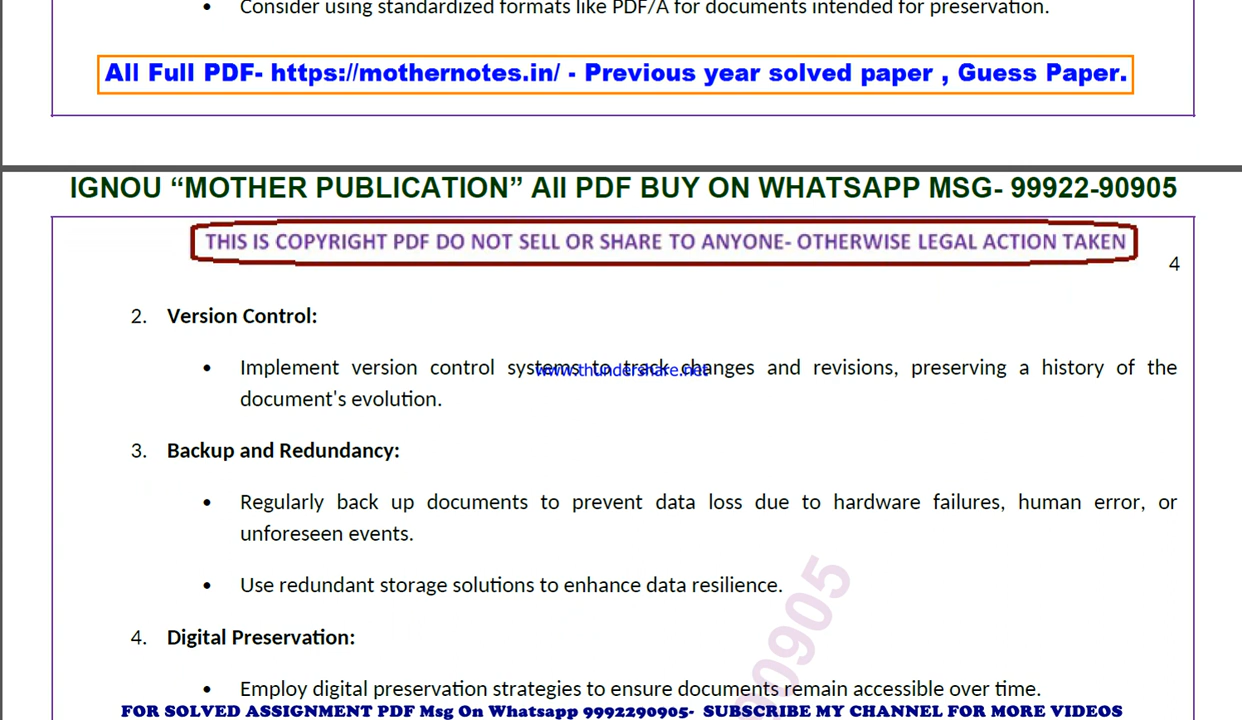 • Consider using standardized formats like PDF/A for documents intended for preservation.
All Full PDF- https://mothernotes.in/ - Previous year solved paper , Guess Paper.
IGNOU “MOTHER PUBLICATION” All PDF BUY ON WHATSAPP MSG- 99922-90905
THIS IS COPYRIGHT PDF DO NOT SELL OR SHARE TO ANYONE- OTHERWISE LEGAL ACTION TAKEN
4
2. Version Control:
• Implement version control systems to track changes and revisions, preserving a history of the
www.thundershare.net
document's evolution.
3. Backup and Redundancy:
• Regularly back up documents to prevent data loss due to hardware failures, human error, or
unforeseen events.
• Use redundant storage solutions to enhance data resilience.
90905
4. Digital Preservation:
• Employ digital preservation strategies to ensure documents remain accessible over time.
FOR SOLVED ASSIGNMENT PDF Msg On Whatsapp 9992290905- SUBSCRIBE MY CHANNEL FOR MORE VIDEOS